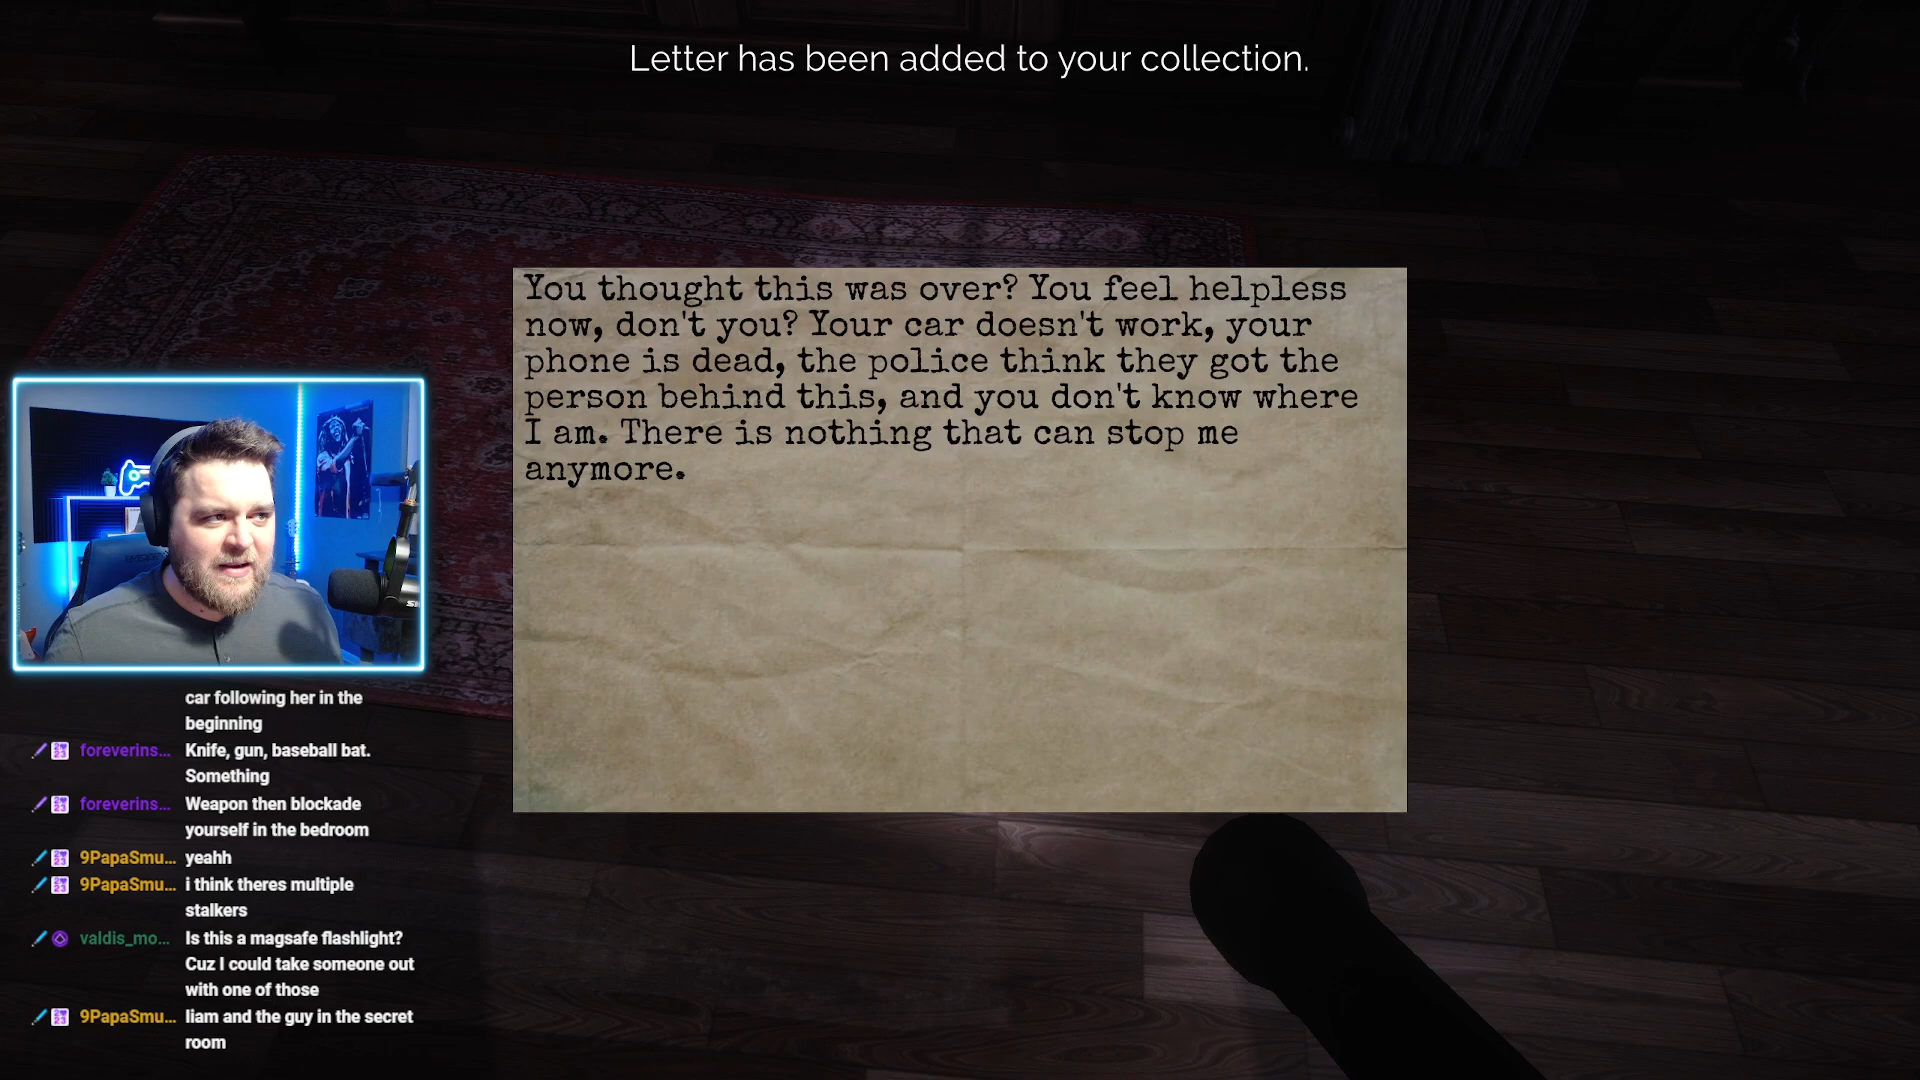 Letter has been added to your collection.
You thought this was over? You feel helpless
now, don't you? Your car doesn't work, your
phone is dead, the police think they got the
person behind this, and you don't know where
I am. There is nothing that can stop me
anymore.
car following her in the
beginning
foreverins... Knife, gun, baseball bat.
Something
foreverins... Weapon then blockade
yourself in the bedroom
9PapaSmu... yeahh
9PapaSmu... i think theres multiple
stalkers
valdis_mo... Is this a magsafe flashlight?
Cuz I could take someone out
with one of those
9PapaSmu... liam and the guy in the secret
room